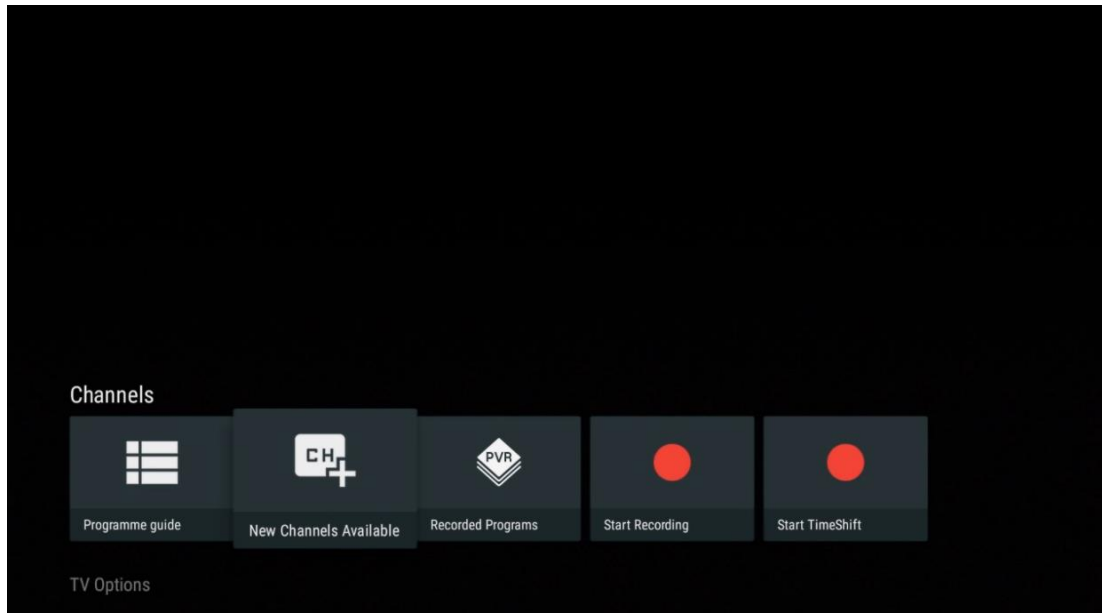 Channels
CH
PVR
Programme guide
New Channels Available
Recorded Programs
Start Recording
Start TimeShift
TV Options